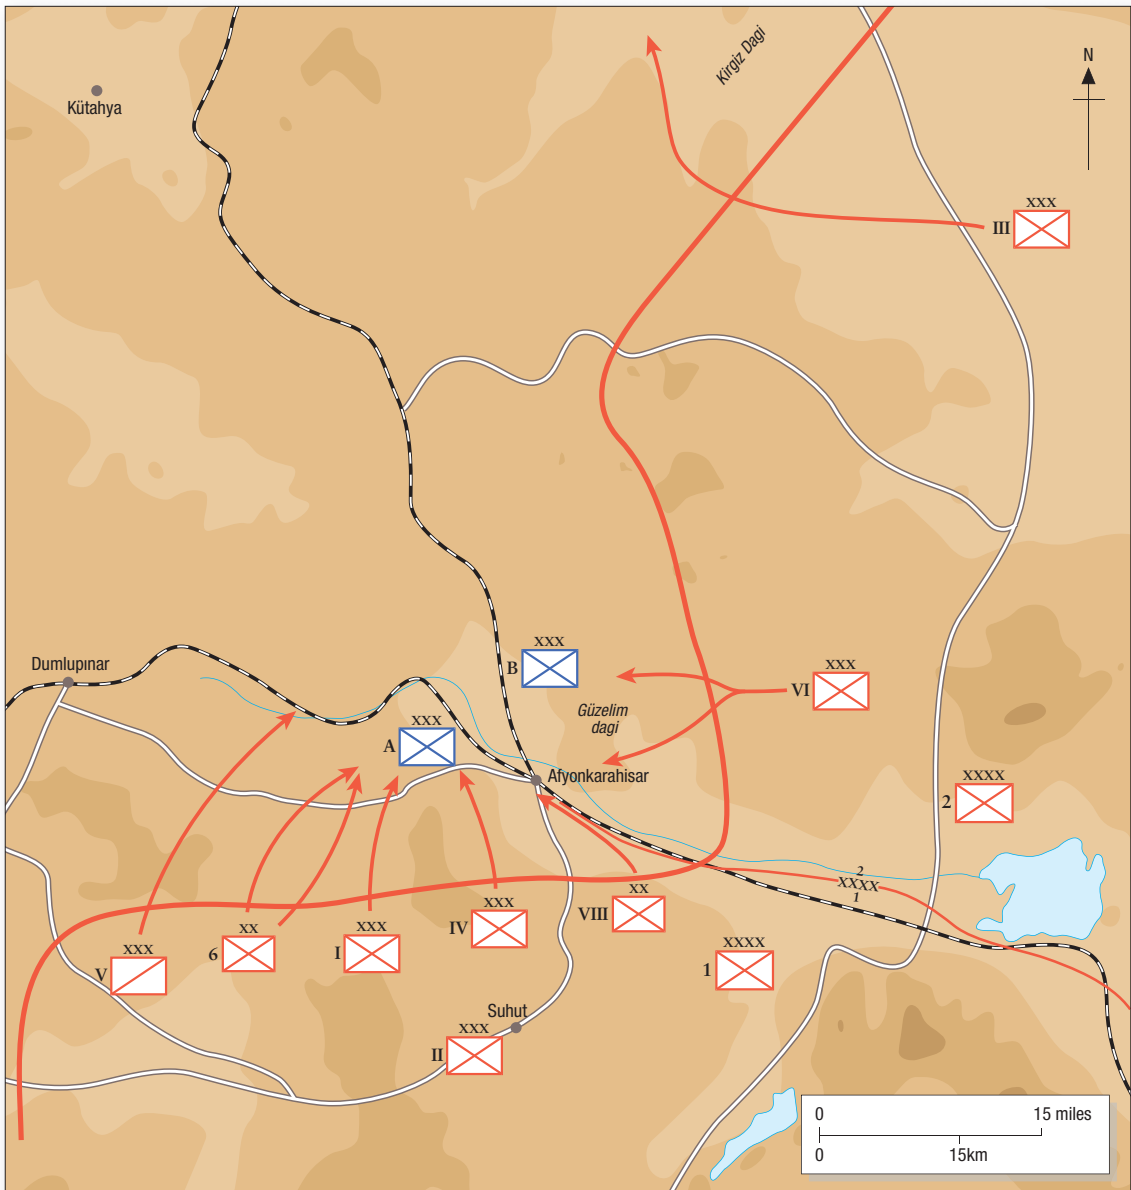 Kirgiz Dagi
N
Kütahya
XXX
III
Dumlupınar
XXX
B
XXX
VI
Güzelim
dagi
XXX
A
Afyonkarahisar
XXXX
2
2
XXXX
1
XX
VIII
XXX
IV
XXX
I
XX
6
XXX
V
XXXX
1
Suhut
XXX
II
0 15 miles
0 15km